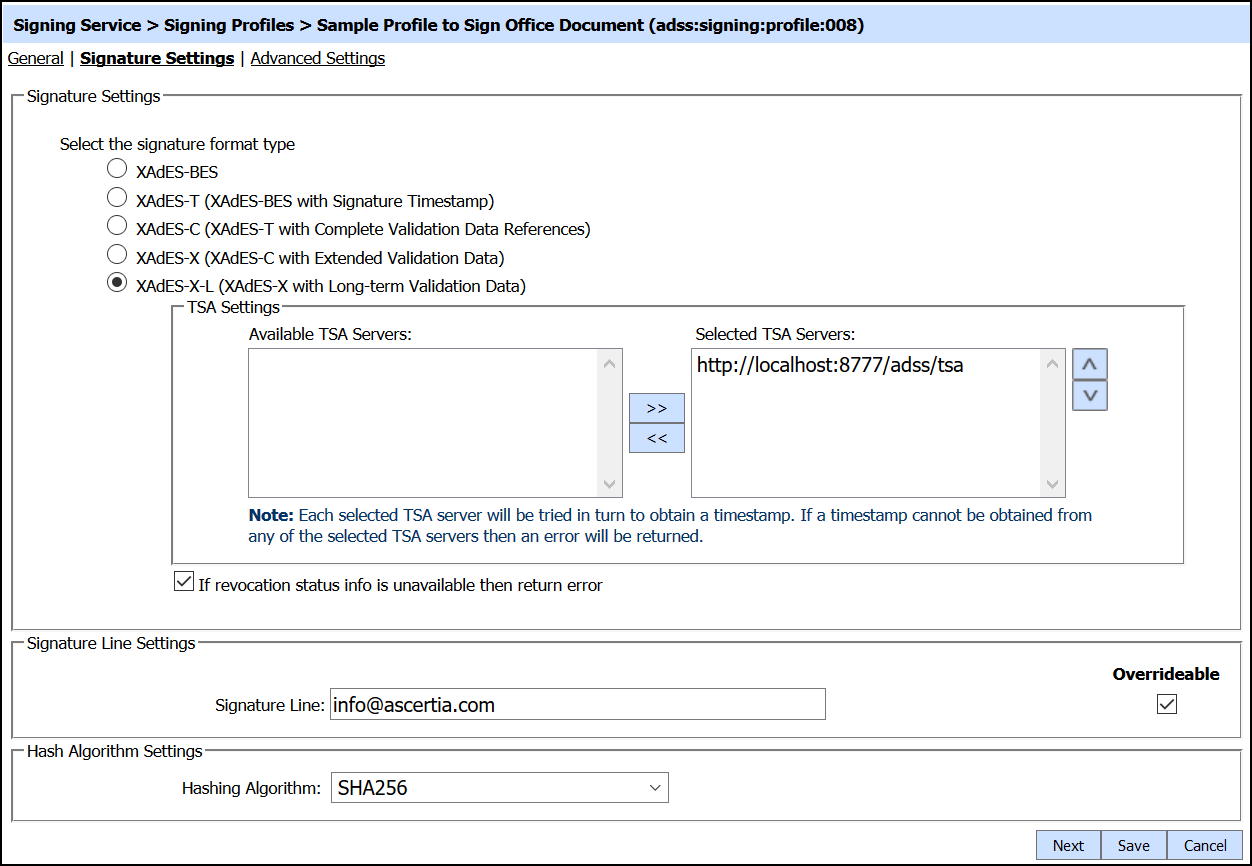 Signing Service > Signing Profiles > Sample Profile to Sign Office Document (adss:signing:profile:008)
General | Signature Settings | Advanced Settings
Signature Settings
Select the signature format type
XAdES-BES
XAdES-T (XAdES-BES with Signature Timestamp)
XAdES-C (XAdES-T with Complete Validation Data References)
XAdES-X (XAdES-C with Extended Validation Data)
XAdES-X-L (XAdES-X with Long-term Validation Data)
TSA Settings
Available TSA Servers: Selected TSA Servers:
http://localhost:8777/adss/tsa
>>
<<
Note: Each selected TSA server will be tried in turn to obtain a timestamp. If a timestamp cannot be obtained from
any of the selected TSA servers then an error will be returned.
If revocation status info is unavailable then return error
Signature Line Settings
Overrideable
Signature Line: info@ascertia.com
Hash Algorithm Settings
Hashing Algorithm: SHA256
Next Save Cancel